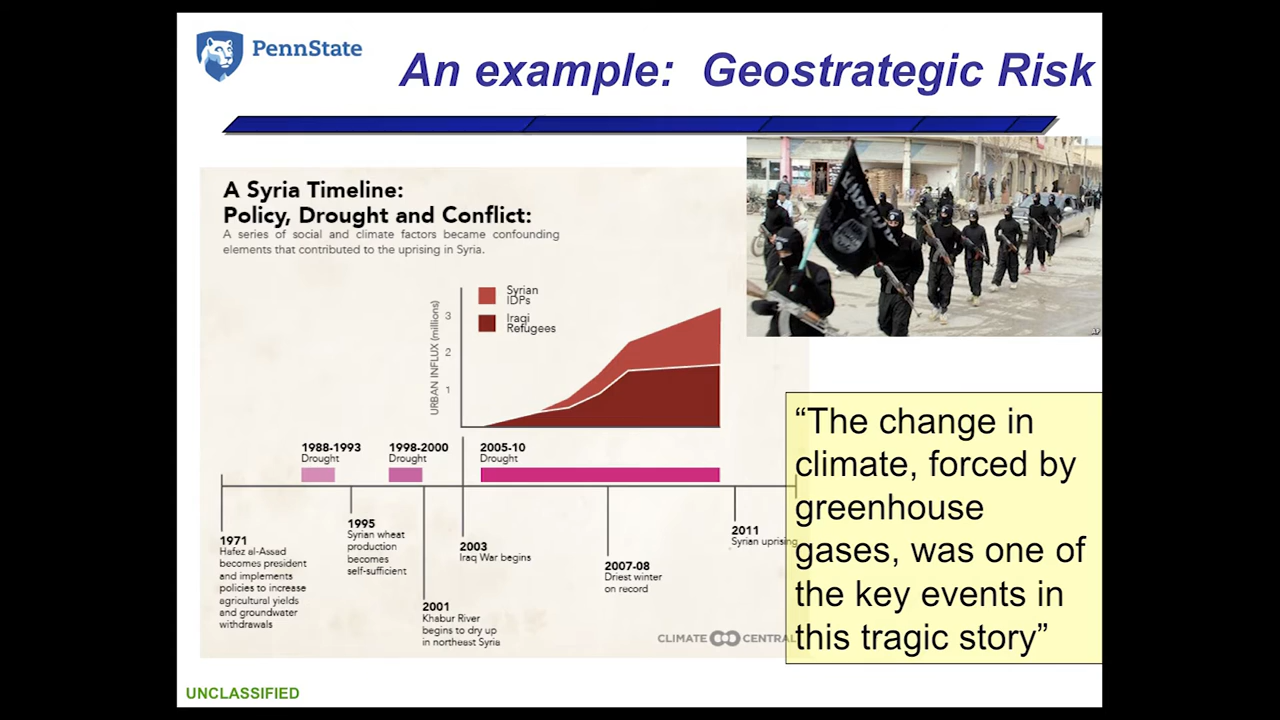 PennState
An example: Geostrategic Risk
A Syria Timeline:
Policy, Drought and Conflict:
A series of social and climate factors became confounding
elements that contributed to the uprising in Syria.
URBAN INFLUX (millions)
3
2
1
Syrian
IDPs
Iraqi
Refugees
1988-1993
Drought
1998-2000
Drought
2005-10
Drought
1971
Hafez al-Assad
becomes president
and implements
policies to increase
agricultural yields
and groundwater
withdrawals
1995
Syrian wheat
production
becomes
self-sufficient
2001
Khabur River
begins to dry up
in northeast Syria
2003
Iraq War begins
2007-08
Driest winter
on record
2011
Syrian uprising
CLIMATE CENTRAL
“The change in
climate, forced by
greenhouse
gases, was one of
the key events in
this tragic story”
AP
UNCLASSIFIED